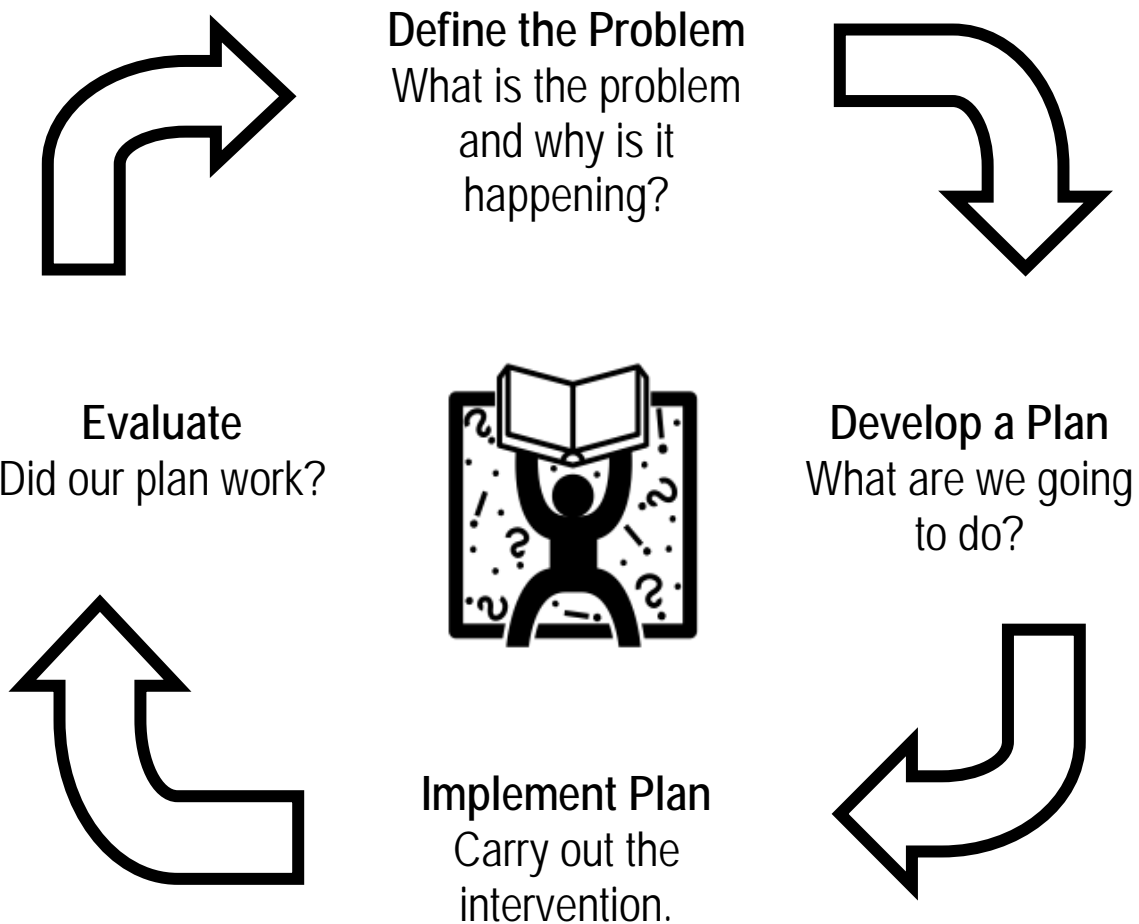 Define the Problem
What is the problem
and why is it
happening?
Develop a Plan
What are we going
to do?
Implement Plan
Carry out the
intervention.
Evaluate
Did our plan work?